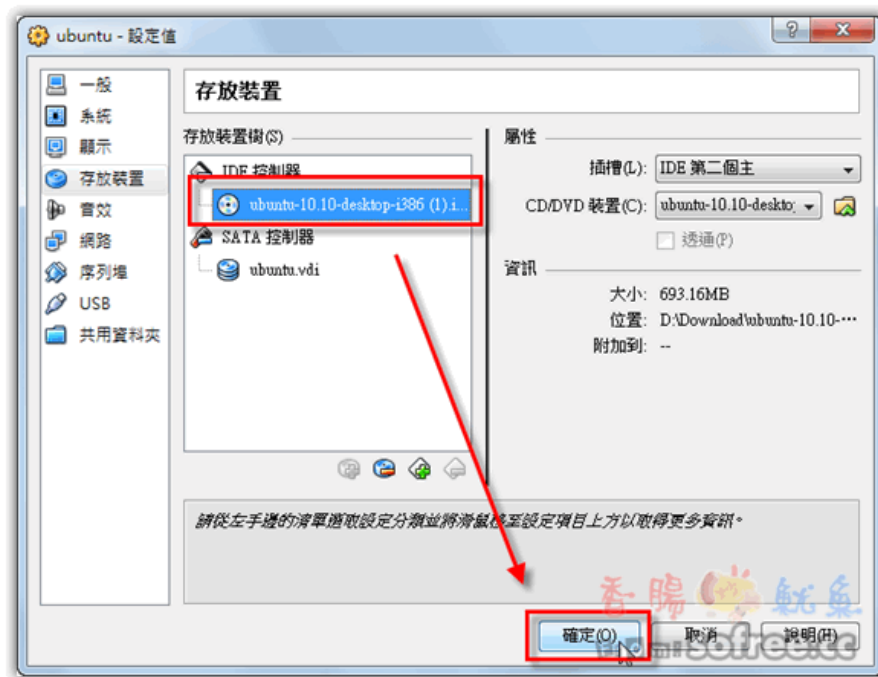 ubuntu - 設定值
一般
系統
顯示
存放裝置
音效
網路
序列埠
USB
共用資料夾
存放裝置
存放裝置樹(S)
IDE 控制器
ubuntu-10.10-desktop-i386 (1).i...
SATA 控制器
ubuntu.vdi
屬性
插槽(L): IDE 第二個主
CD/DVD 裝置(C): ubuntu-10.10-deskto
透通(P)
資訊
大小: 693.16MB
位置: D:\Download\ubuntu-10.10-···
附加到: --
請從左手邊的清單選取設定分類並將滑鼠移至設定項目上方以取得更多資訊。
香腸 魷魚
確定(O)
取消
說明(H)
sofree.cc